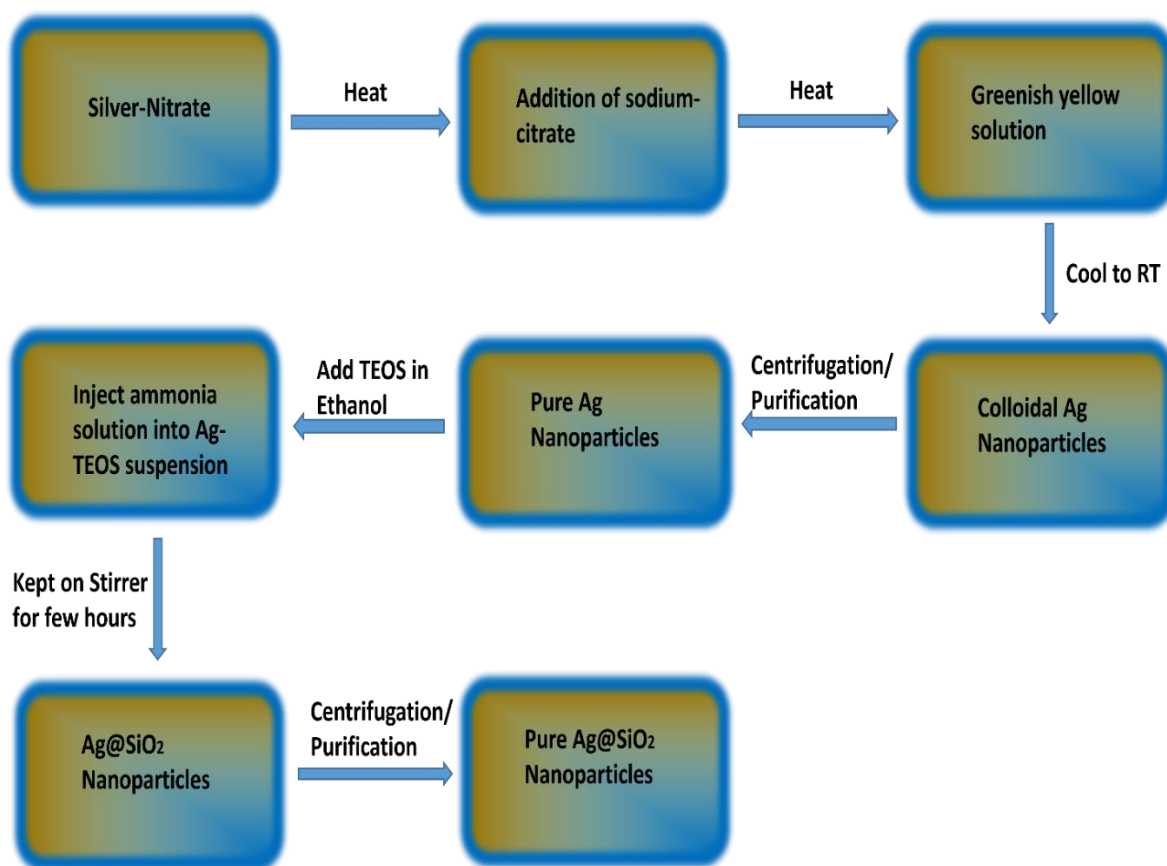 Silver-Nitrate
Heat
Addition of sodium-
citrate
Heat
Greenish yellow
solution
Cool to RT
Colloidal Ag
Nanoparticles
Centrifugation/
Purification
Pure Ag
Nanoparticles
Add TEOS in
Ethanol
Inject ammonia
solution into Ag-
TEOS suspension
Kept on Stirrer
for few hours
Ag@SiO₂
Nanoparticles
Centrifugation/
Purification
Pure Ag@SiO₂
Nanoparticles